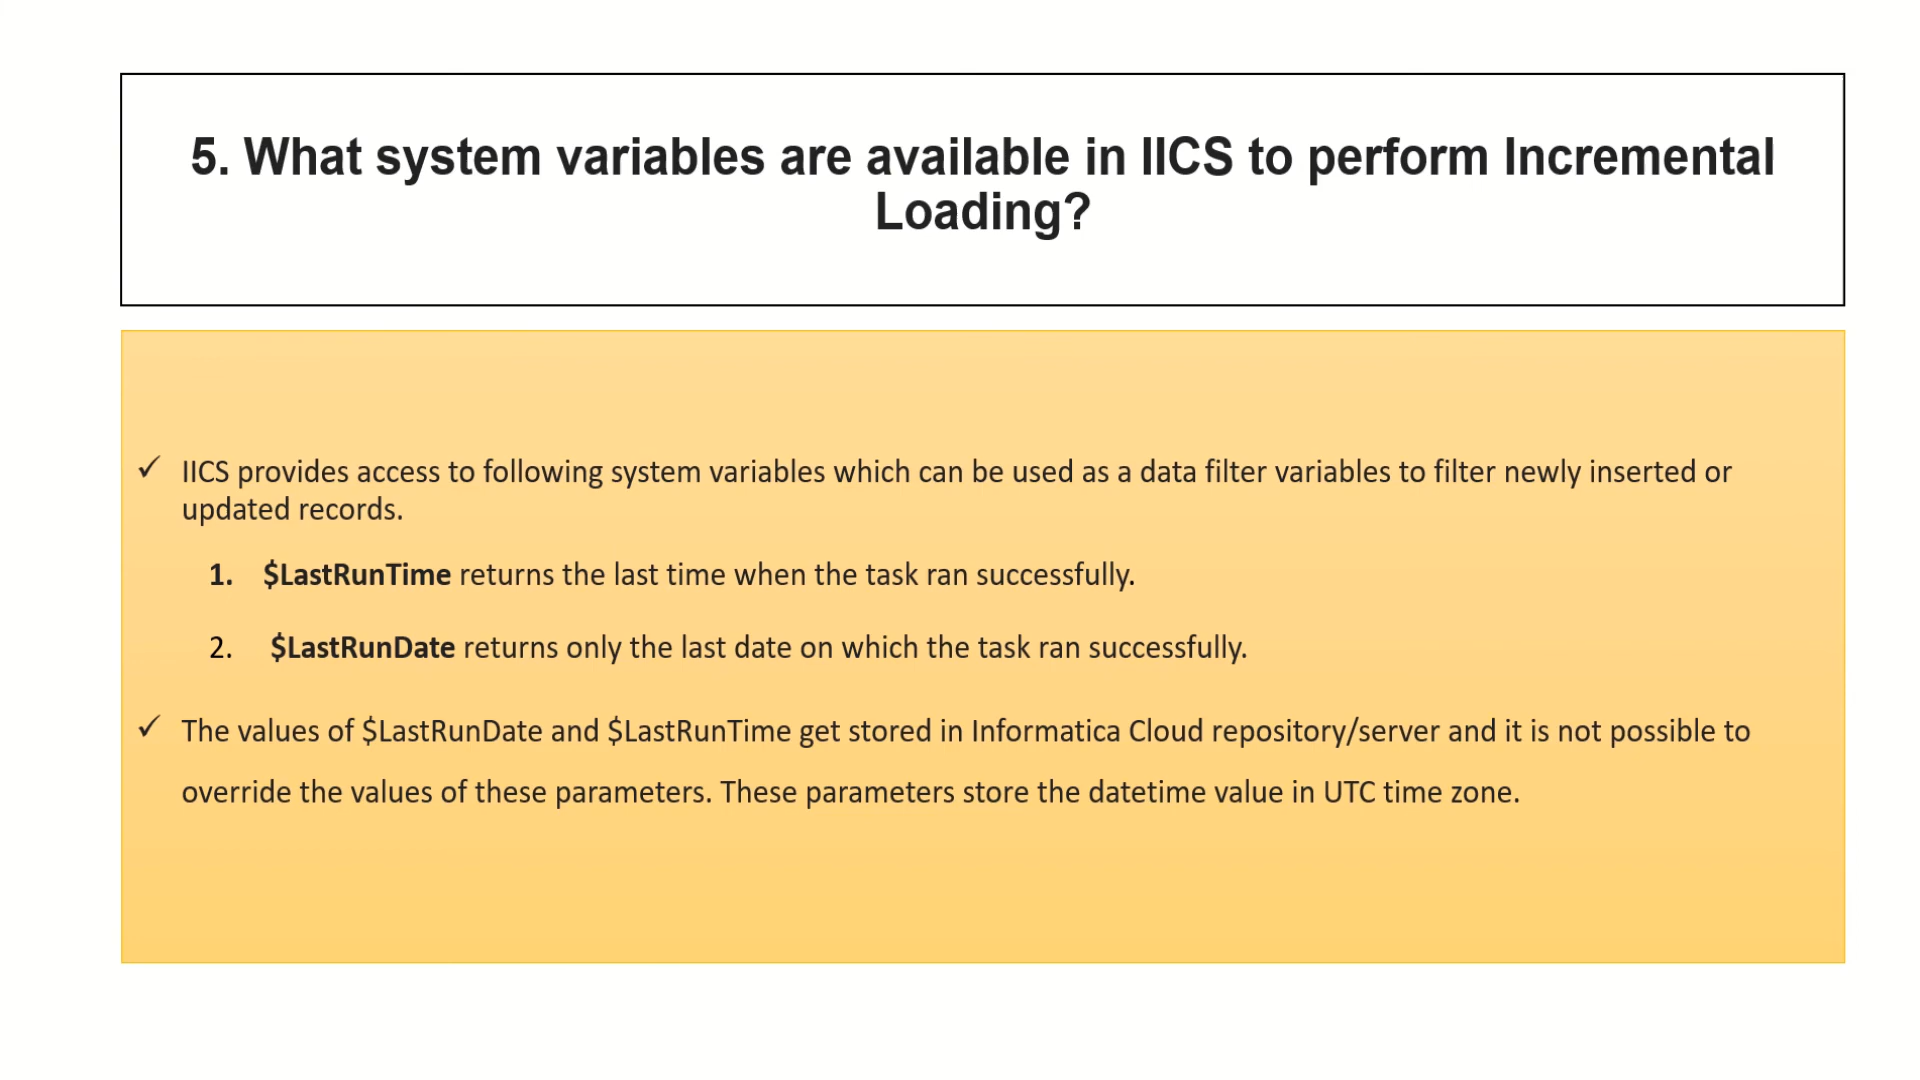 5. What system variables are available in IICS to perform Incremental
Loading?
✓ IICS provides access to following system variables which can be used as a data filter variables to filter newly inserted or
updated records.
1. $LastRunTime returns the last time when the task ran successfully.
2. $LastRunDate returns only the last date on which the task ran successfully.
✓ The values of $LastRunDate and $LastRunTime get stored in Informatica Cloud repository/server and it is not possible to
override the values of these parameters. These parameters store the datetime value in UTC time zone.